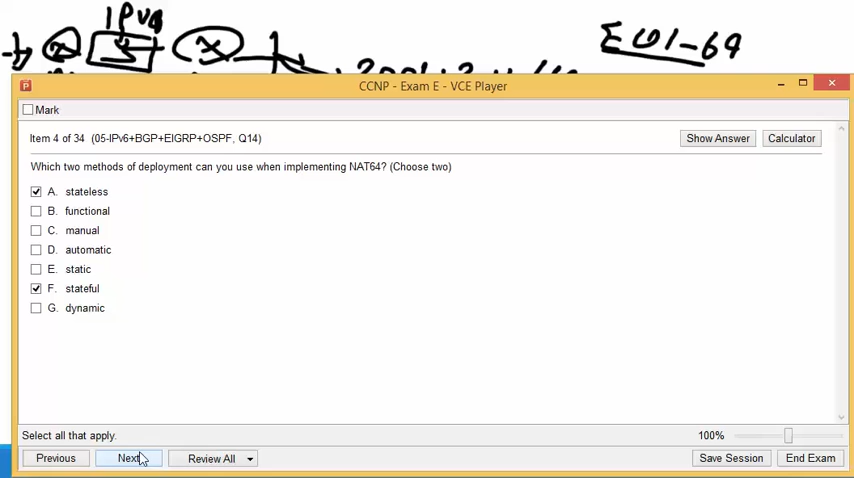 IPv4
EUI-64
CCNP - Exam E - VCE Player
Mark
Item 4 of 34 (05-IPv6+BGP+EIGRP+OSPF, Q14)
Show Answer
Calculator
Which two methods of deployment can you use when implementing NAT64? (Choose two)
A. stateless
B. functional
C. manual
D. automatic
E. static
F. stateful
G. dynamic
Select all that apply.
100%
Previous
Next
Review All
Save Session
End Exam